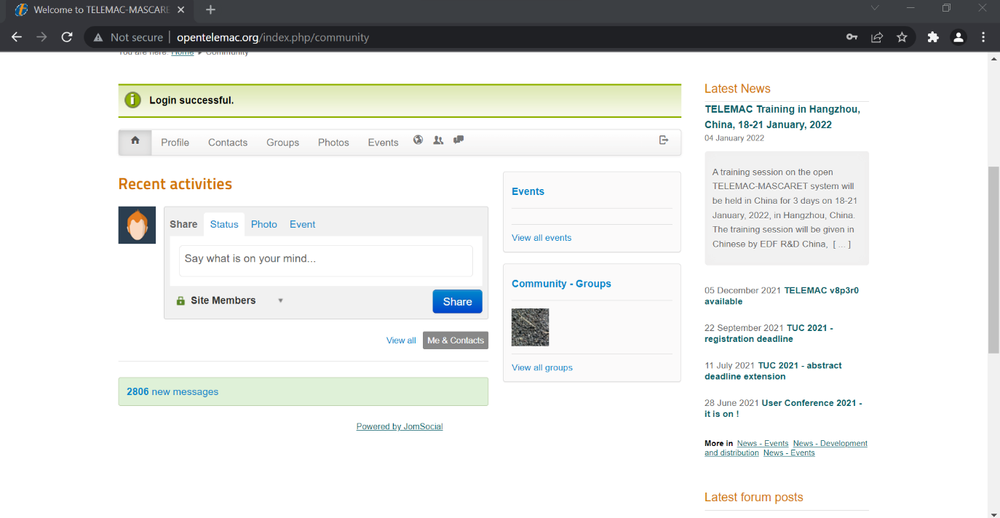 Welcome to TELEMAC-MASCARE
Not secure | opentelemac.org/index.php/community
You are here: Home Community
Login successful.
Profile Contacts Groups Photos Events
Recent activities
Share Status Photo Event
Say what is on your mind...
Site Members
Share
View all Me & Contacts
2806 new messages
Powered by JomSocial
Events
View all events
Community - Groups
View all groups
Latest News
TELEMAC Training in Hangzhou,
China, 18-21 January, 2022
04 January 2022
A training session on the open
TELEMAC-MASCARET system will
be held in China for 3 days on 18-21
January, 2022, in Hangzhou, China.
The training session will be given in
Chinese by EDF R&D China, [ ... ]
05 December 2021 TELEMAC v8p3r0
available
22 September 2021 TUC 2021 -
registration deadline
11 July 2021 TUC 2021 - abstract
deadline extension
28 June 2021 User Conference 2021 -
it is on !
More in News - Events News - Development
and distribution News - Events
Latest forum posts